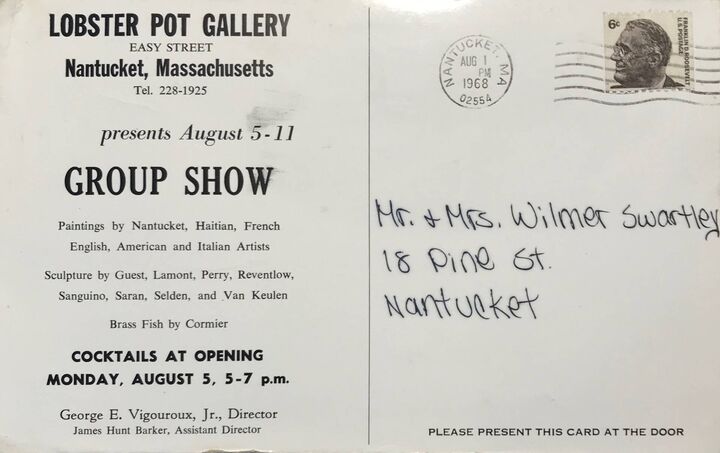 LOBSTER POT GALLERY
EASY STREET
Nantucket, Massachusetts
Tel. 228-1925
presents August 5-11
GROUP SHOW
Paintings by Nantucket, Haitian, French
English, American and Italian Artists
Sculpture by Guest, Lamont, Perry, Reventlow,
Sanguino, Saran, Selden, and Van Keulen
Brass Fish by Cormier
COCKTAILS AT OPENING
MONDAY, AUGUST 5, 5-7 p.m.
George E. Vigouroux, Jr., Director
James Hunt Barker, Assistant Director
NANTUCKET, MA
AUG 1
PM
1968
02554
6c
FRANKLIN D. ROOSEVELT
U.S. POSTAGE
Mr. + Mrs. Wilmer Swartley
18 Pine St.
Nantucket
PLEASE PRESENT THIS CARD AT THE DOOR